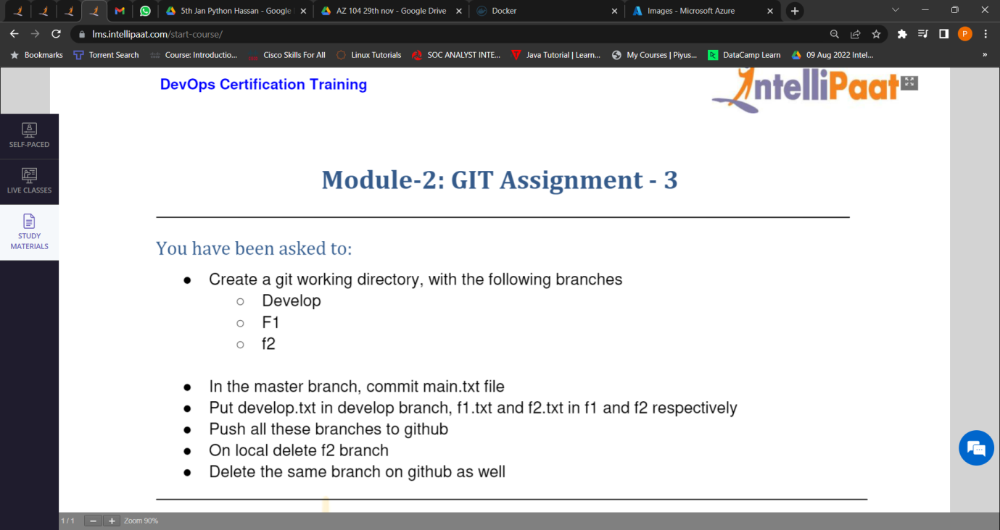 5th Jan Python Hassan - Google
AZ 104 29th nov - Google Drive
Docker
Images - Microsoft Azure
lms.intellipaat.com/start-course/
P
Bookmarks
Torrent Search
Course: Introductio...
Cisco Skills For All
Linux Tutorials
SOC ANALYST INTE...
Java Tutorial | Learn...
My Courses | Piyus...
DataCamp Learn
09 Aug 2022 Intel...
»
DevOps Certification Training
IntelliPaat
SELF-PACED
LIVE CLASSES
STUDY
MATERIALS
Module-2: GIT Assignment - 3
You have been asked to:
● Create a git working directory, with the following branches
○ Develop
○ F1
○ f2
● In the master branch, commit main.txt file
● Put develop.txt in develop branch, f1.txt and f2.txt in f1 and f2 respectively
● Push all these branches to github
● On local delete f2 branch
● Delete the same branch on github as well
1 / 1
Zoom 90%